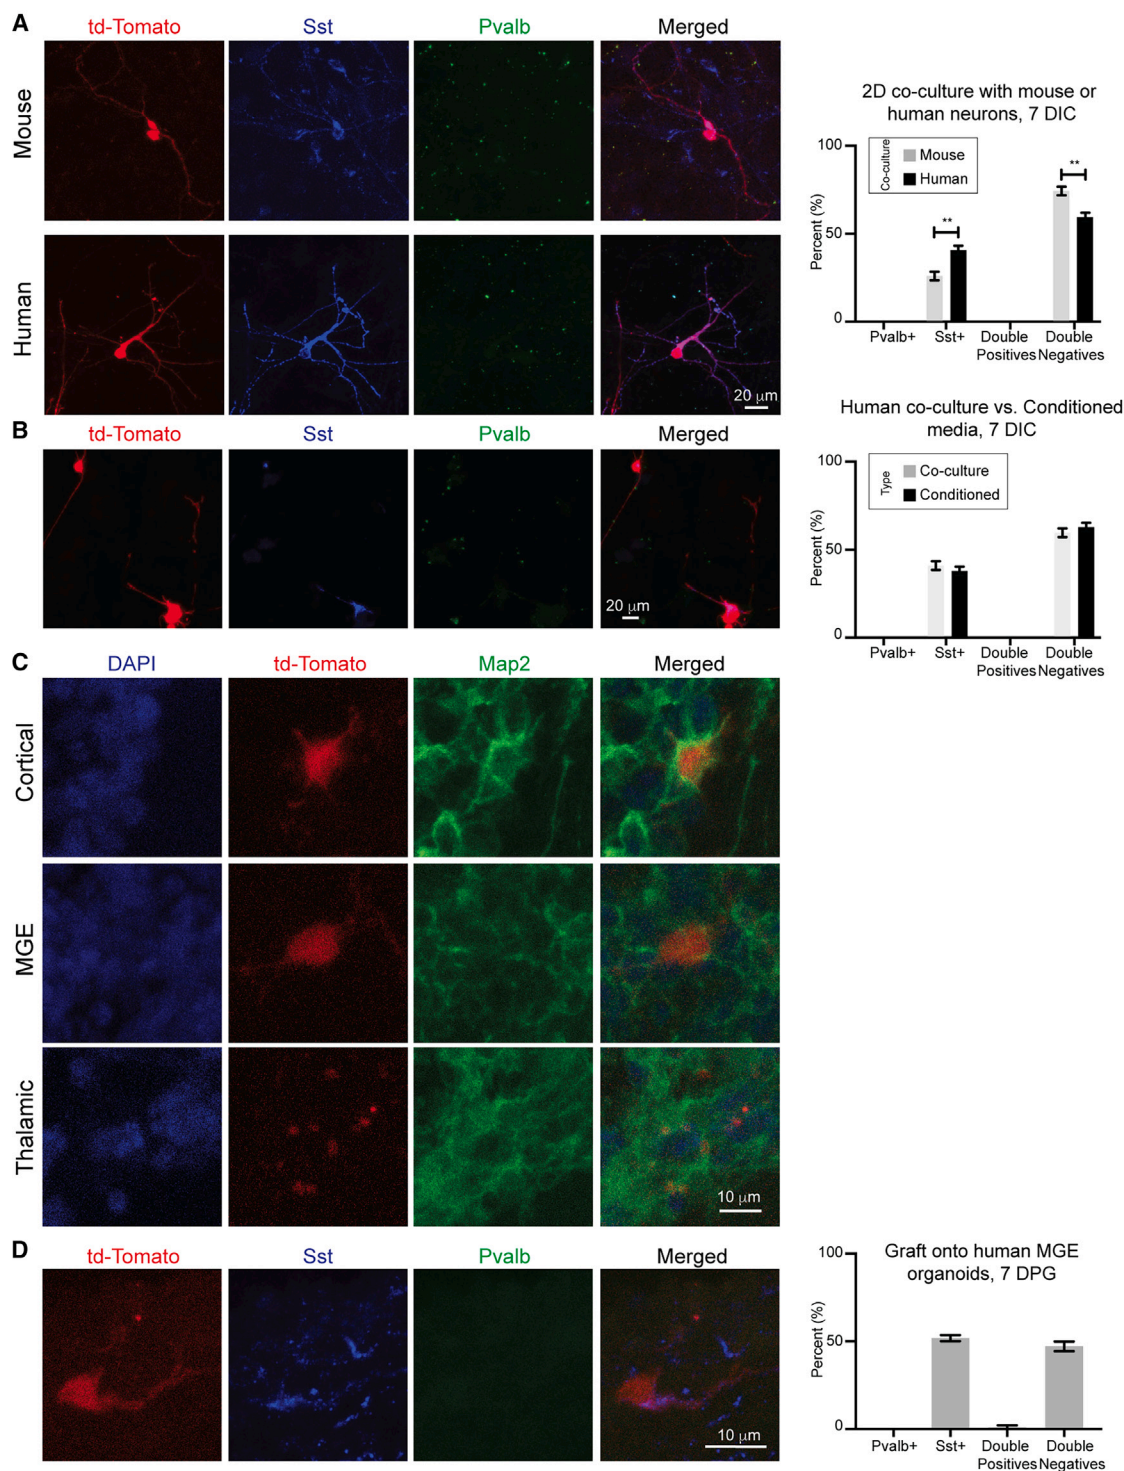 A
td-Tomato
Sst
Pvalb
Merged
Mouse
Human
20 μm
2D co-culture with mouse or
human neurons, 7 DIC
Co-culture
Mouse
Human
**
**
100
50
0
Percent (%)
Pvalb+
Sst+
Double
Positives
Double
Negatives
B
td-Tomato
Sst
Pvalb
Merged
20 μm
Human co-culture vs. Conditioned
media, 7 DIC
Type
Co-culture
Conditioned
100
50
0
Percent (%)
Pvalb+
Sst+
Double
Positives
Double
Negatives
C
DAPI
td-Tomato
Map2
Merged
Cortical
MGE
Thalamic
10 μm
D
td-Tomato
Sst
Pvalb
Merged
10 μm
Graft onto human MGE
organoids, 7 DPG
100
50
0
Percent (%)
Pvalb+
Sst+
Double
Positives
Double
Negatives